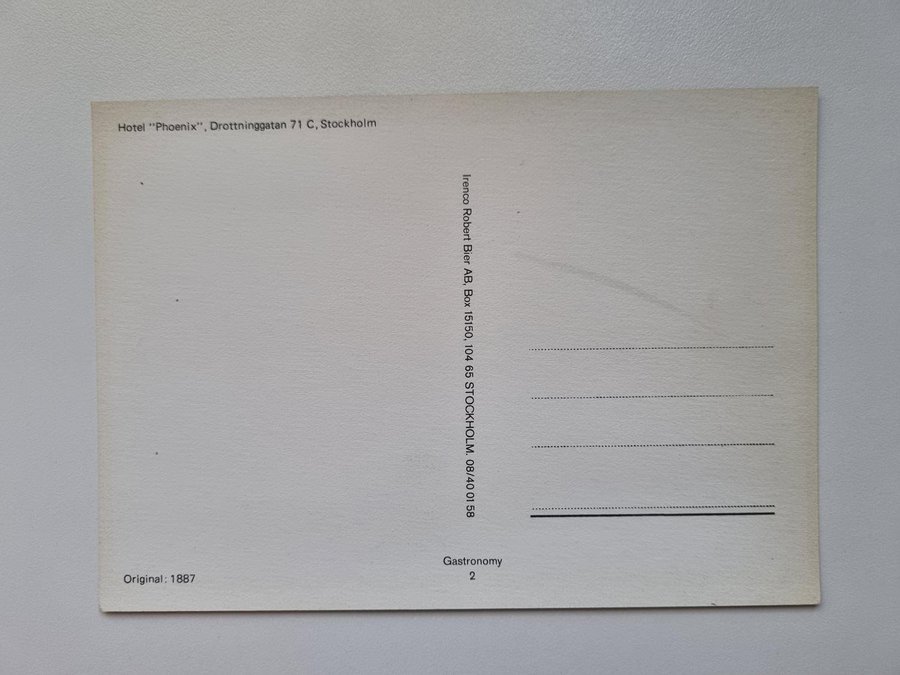 Hotel "Phoenix", Drottninggatan 71 C, Stockholm
Irenco Robert Bier AB, Box 15150, 104 65 STOCKHOLM. 08/40 01 58
Original: 1887
Gastronomy
2